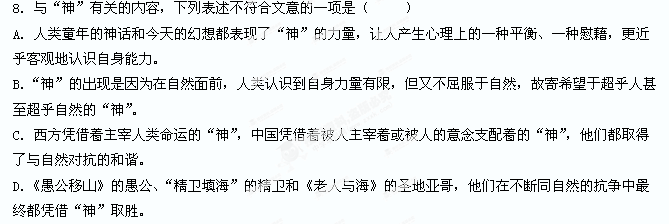 8. 与“神”有关的内容，下列表述不符合文意的一项是（　　）
A. 人类童年的神话和今天的幻想都表现了“神”的力量，让人产生心理上的一种平衡、一种慰藉，更近
乎客观地认识自身能力。
B.“神”的出现是因为在自然面前，人类认识到自身力量有限，但又不屈服于自然，故寄希望于超乎人甚
至超乎自然的“神”。
C. 西方凭借着主宰人类命运的“神”，中国凭借着被人主宰着或被人的意念支配着的“神”，他们都取得
了与自然对抗的和谐。
D.《愚公移山》的愚公、“精卫填海”的精卫和《老人与海》的圣地亚哥，他们在不断同自然的抗争中最
终都凭借“神”取胜。